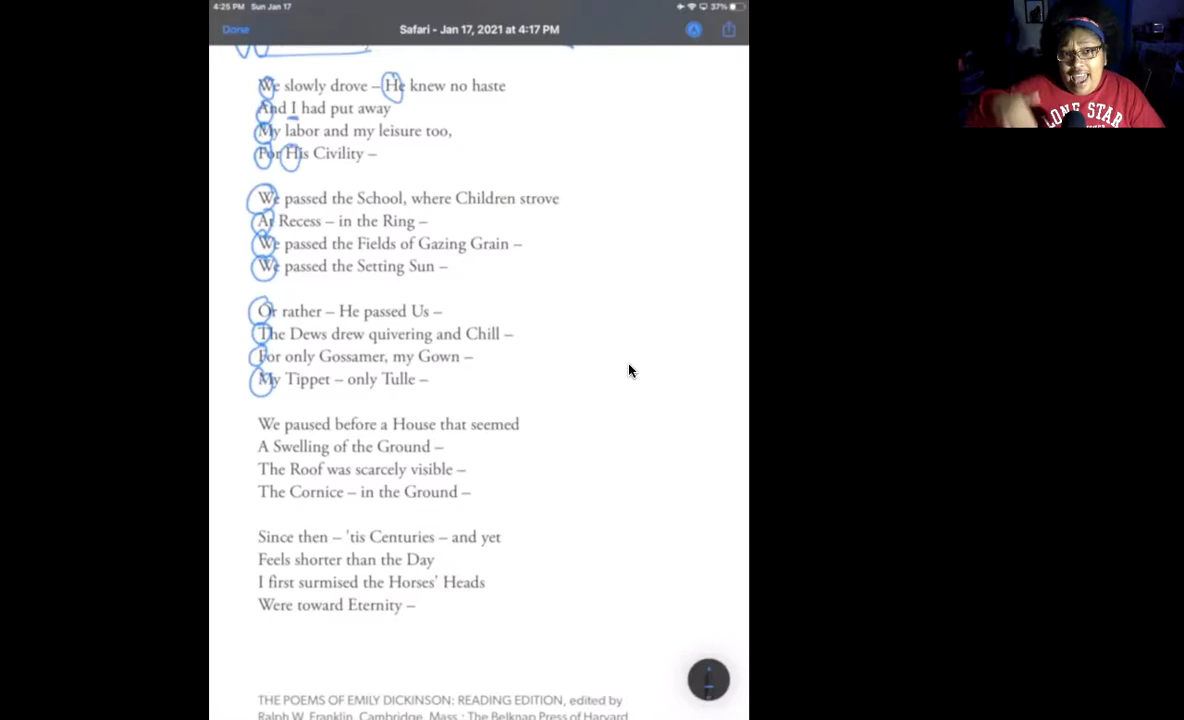 4:25 PM Sun Jan 17
37%
Done
Safari - Jan 17, 2021 at 4:17 PM
We slowly drove – He knew no haste
And I had put away
My labor and my leisure too,
For His Civility –
We passed the School, where Children strove
At Recess – in the Ring –
We passed the Fields of Gazing Grain –
We passed the Setting Sun –
Or rather – He passed Us –
The Dews drew quivering and Chill –
For only Gossamer, my Gown –
My Tippet – only Tulle –
We paused before a House that seemed
A Swelling of the Ground –
The Roof was scarcely visible –
The Cornice – in the Ground –
Since then – 'tis Centuries – and yet
Feels shorter than the Day
I first surmised the Horses' Heads
Were toward Eternity –
THE POEMS OF EMILY DICKINSON: READING EDITION, edited by
Ralph W. Franklin, Cambridge, Mass.: The Belknap Press of Harvard
LONE STAR